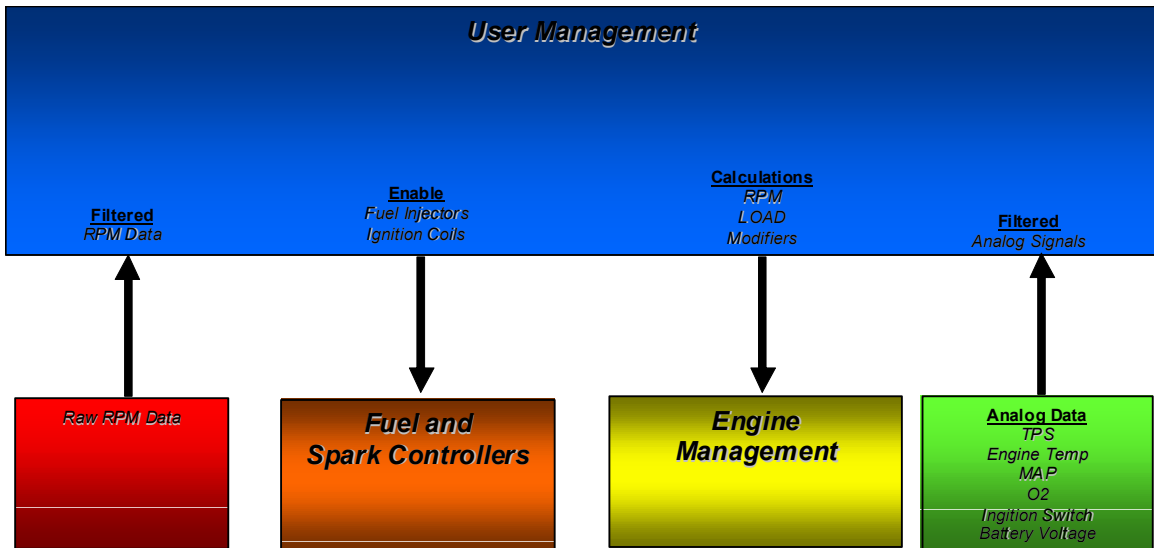 User Management
Filtered
RPM Data
Enable
Fuel Injectors
Ignition Coils
Calculations
RPM
LOAD
Modifiers
Filtered
Analog Signals
Raw RPM Data
Fuel and
Spark Controllers
Engine
Management
Analog Data
TPS
Engine Temp
MAP
O2
Ingition Switch
Battery Voltage